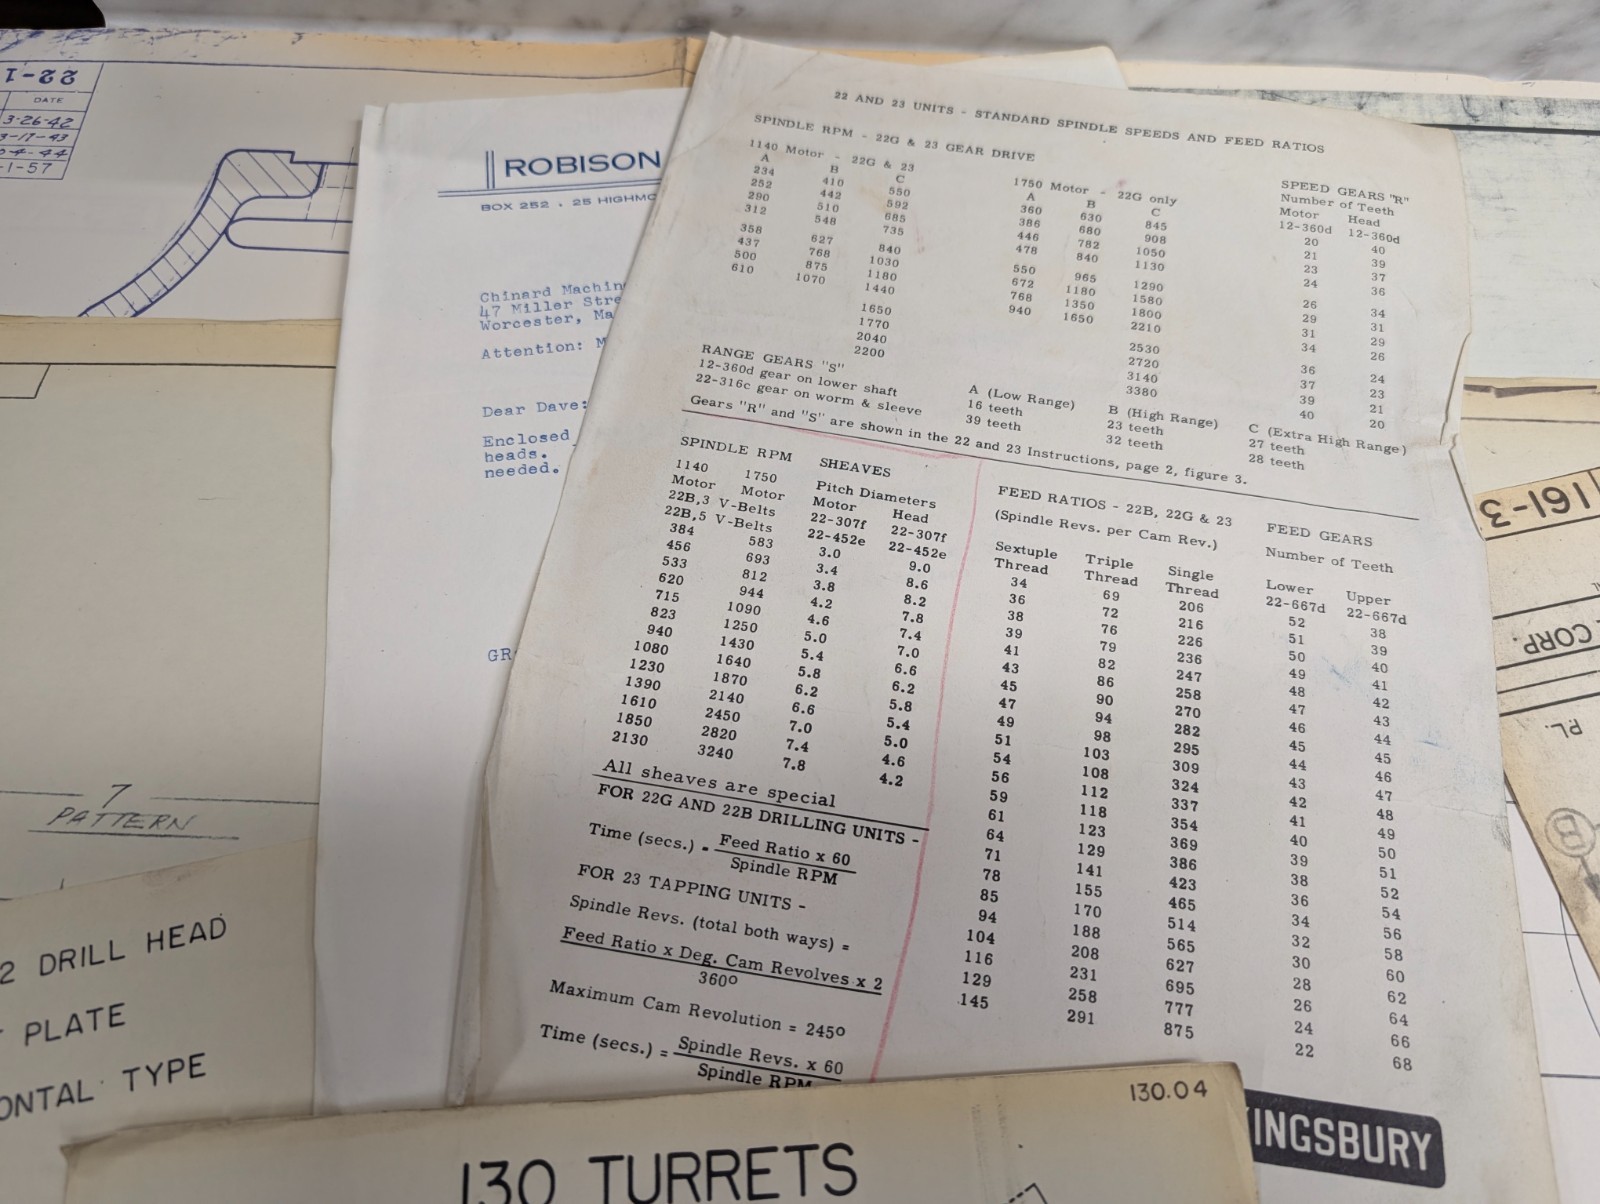 22-1
DATE
3-26-42
3-17-43
1-57
7
PATTERN
2 DRILL HEAD
PLATE
ONTAL TYPE
ROBISON
BOX 252 . 25 HIGHMO
Chinard Machin
47 Miller Stre
Worcester, Ma
Attention: M
Dear Dave:
Enclosed
heads.
needed.
GR
22 AND 23 UNITS - STANDARD SPINDLE SPEEDS AND FEED RATIOS
SPINDLE RPM - 22G & 23 GEAR DRIVE
SPEED GEARS "R"
1140 Motor - 22G & 23 1750 Motor - 22G only Number of Teeth
A B C A B C Motor Head
12-360d 12-360d
234 410 550 360 630 845 20 40
252 442 592 386 680 908 21 39
290 510 685 446 782 1050 23 37
312 548 735 478 840 1130 24 36
358 627 840 550 965 1290 26 34
437 768 1030 672 1180 1580 29 31
500 875 1180 768 1350 1800 31 29
610 1070 1440 940 1650 2210 34 26
1650 2530 36 24
1770 2720 37 23
2040 3140 39 21
2200 3380 40 20
RANGE GEARS "S" A (Low Range) B (High Range) C (Extra High Range)
12-360d gear on lower shaft 16 teeth 23 teeth 27 teeth
22-316c gear on worm & sleeve 39 teeth 32 teeth 28 teeth
Gears "R" and "S" are shown in the 22 and 23 Instructions, page 2, figure 3.
SPINDLE RPM SHEAVES
1140 1750 Pitch Diameters
Motor Motor Motor Head
22B,3 V-Belts 22-307f 22-307f
22B,5 V-Belts 22-452e 22-452e
384 583 3.0 9.0
456 693 3.4 8.6
533 812 3.8 8.2
620 944 4.2 7.8
715 1090 4.6 7.4
823 1250 5.0 7.0
940 1430 5.4 6.6
1080 1640 5.8 6.2
1230 1870 6.2 5.8
1390 2140 6.6 5.4
1610 2450 7.0 5.0
1850 2820 7.4 4.6
2130 3240 7.8 4.2
All sheaves are special
FOR 22G AND 22B DRILLING UNITS -
Time (secs.) = Feed Ratio x 60
Spindle RPM
FOR 23 TAPPING UNITS -
Spindle Revs. (total both ways) =
Feed Ratio x Deg. Cam Revolves x 2
360°
Maximum Cam Revolution = 245°
Time (secs.) = Spindle Revs. x 60
Spindle RPM
FEED RATIOS - 22B, 22G & 23 FEED GEARS
(Spindle Revs. per Cam Rev.) Number of Teeth
Sextuple Triple Single Lower Upper
Thread Thread Thread 22-667d 22-667d
34 69 206 52 38
36 72 216 51 39
38 76 226 50 40
39 79 236 49 41
41 82 247 48 42
43 86 258 47 43
45 90 270 46 44
47 94 282 45 45
49 98 295 44 46
51 103 309 43 47
54 108 324 42 48
56 112 337 41 49
59 118 354 40 50
61 123 369 39 51
64 129 386 38 52
71 141 423 36 54
78 155 465 34 56
85 170 514 32 58
94 188 565 30 60
104 208 627 28 62
116 231 695 26 64
129 258 777 24 66
145 291 875 22 68
INGSBURY
130.04
130 TURRETS
161-3
CORP.
PL.
B